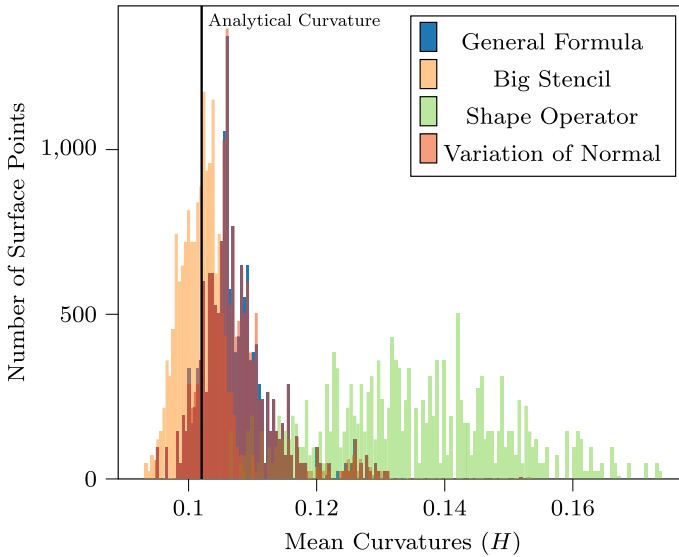 Analytical Curvature
General Formula
Big Stencil
Shape Operator
Variation of Normal
Number of Surface Points
1,000
500
0
0.1
0.12
0.14
0.16
Mean Curvatures (H)